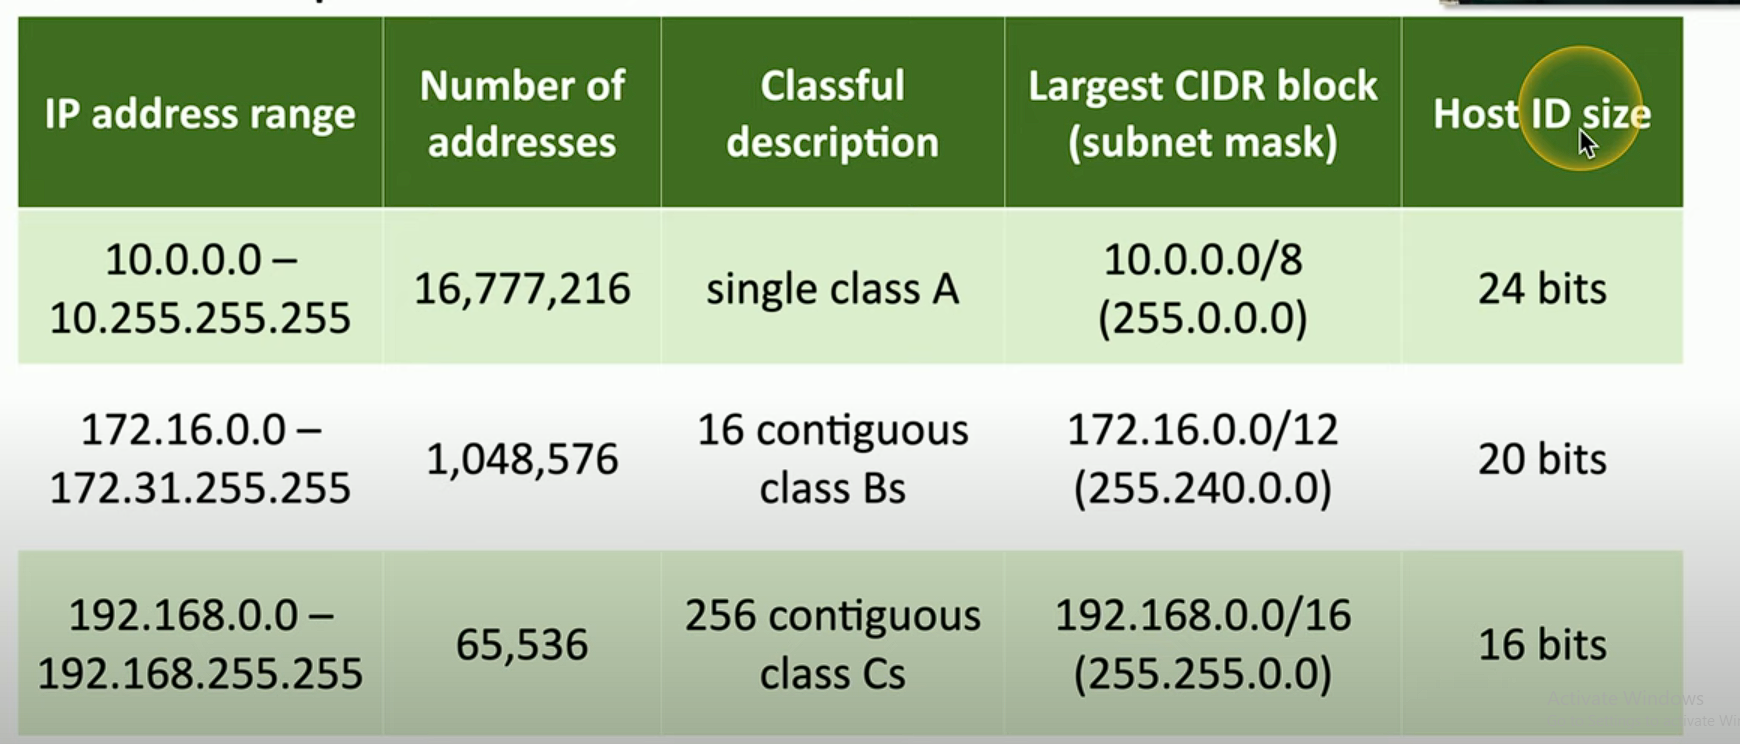 IP address range
Number of
addresses
Classful
description
Largest CIDR block
(subnet mask)
Host ID size
10.0.0.0 –
10.255.255.255
16,777,216
single class A
10.0.0.0/8
(255.0.0.0)
24 bits
172.16.0.0 –
172.31.255.255
1,048,576
16 contiguous
class Bs
172.16.0.0/12
(255.240.0.0)
20 bits
192.168.0.0 –
192.168.255.255
65,536
256 contiguous
class Cs
192.168.0.0/16
(255.255.0.0)
16 bits
Activate Windows